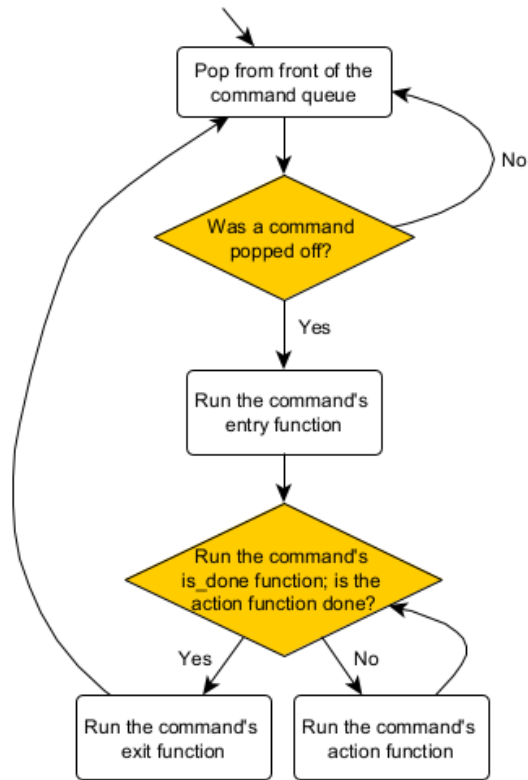 Pop from front of the
command queue
No
Was a command
popped off?
Yes
Run the command's
entry function
Run the command's
is_done function; is the
action function done?
Yes
No
Run the command's
exit function
Run the command's
action function